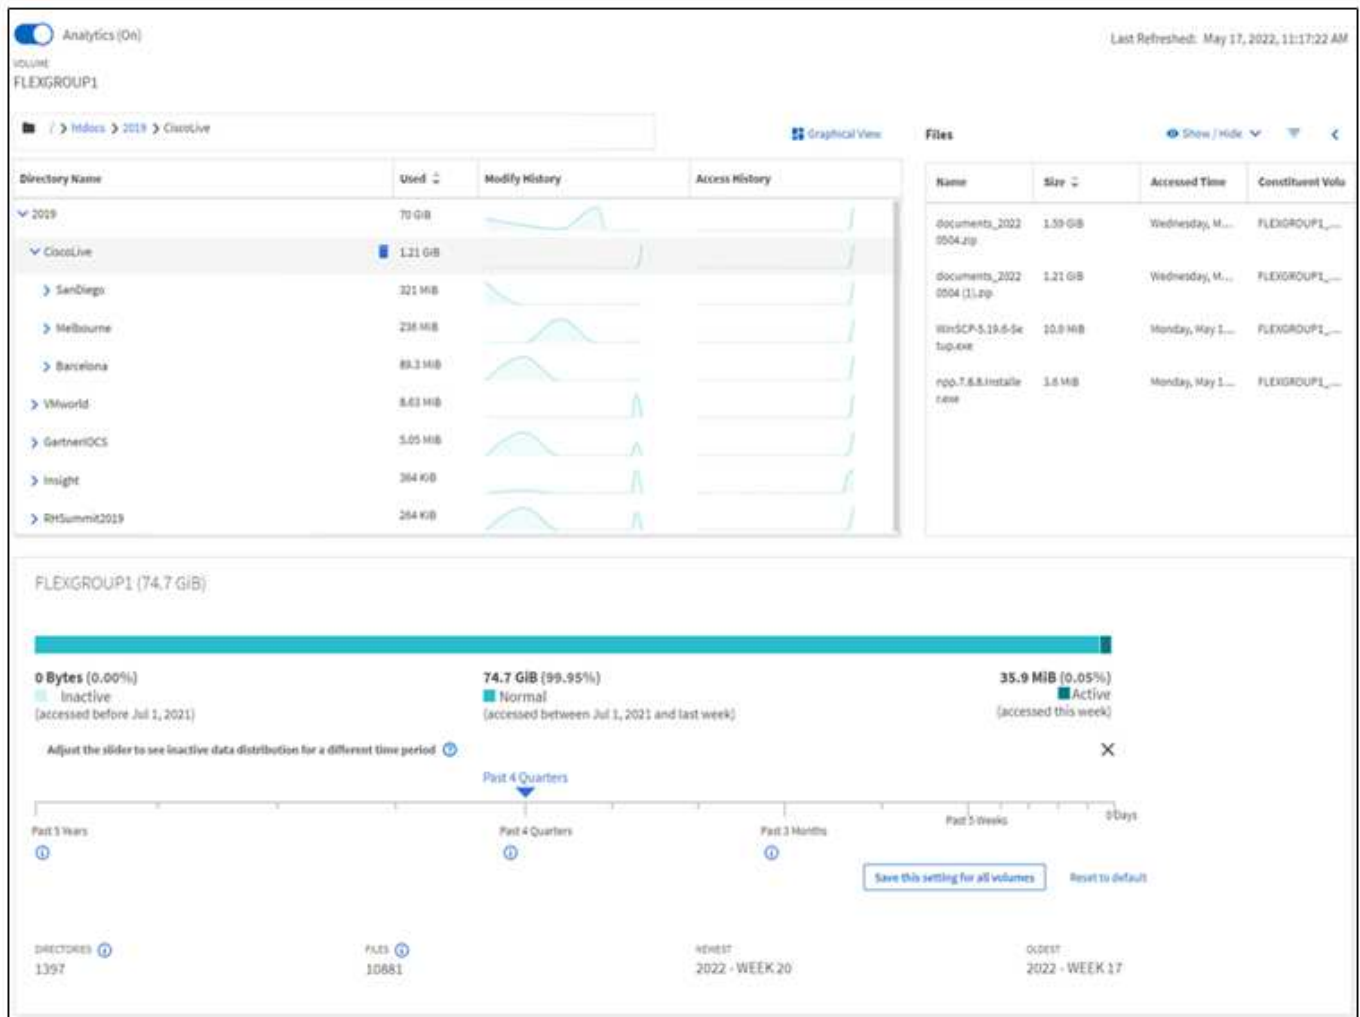 Analytics (On)
Last Refreshed: May 17, 2022, 11:17:22 AM
VOLUME
FLEXGROUP1
/ > htdocs > 2019 > CiscoLive
Graphical View
Files
Show / Hide
Directory Name Used Modify History Access History
2019 70 GiB
CiscoLive 1.21 GiB
SanDiego 321 MiB
Melbourne 236 MiB
Barcelona 89.3 MiB
VMworld 8.63 MiB
GartnerIOCS 5.05 MiB
Insight 364 KiB
RHSummit2019 264 KiB
Name Size Accessed Time Constituent Volu
documents_2022 1.59 GiB Wednesday, M... FLEXGROUP1_...
0504.zip
documents_2022 1.21 GiB Wednesday, M... FLEXGROUP1_...
0504 (1).zip
WinSCP-5.19.6-Se 10.9 MiB Monday, May 1... FLEXGROUP1_...
tup.exe
npp.7.8.8.Installe 3.6 MiB Monday, May 1... FLEXGROUP1_...
r.exe
FLEXGROUP1 (74.7 GiB)
0 Bytes (0.00%) 74.7 GiB (99.95%) 35.9 MiB (0.05%)
Inactive Normal Active
(accessed before Jul 1, 2021) (accessed between Jul 1, 2021 and last week) (accessed this week)
Adjust the slider to see inactive data distribution for a different time period
Past 4 Quarters
Past 5 Years Past 4 Quarters Past 3 Months Past 5 Weeks 0 Days
Save this setting for all volumes Reset to default
DIRECTORIES FILES NEWEST OLDEST
1397 10881 2022 - WEEK 20 2022 - WEEK 17